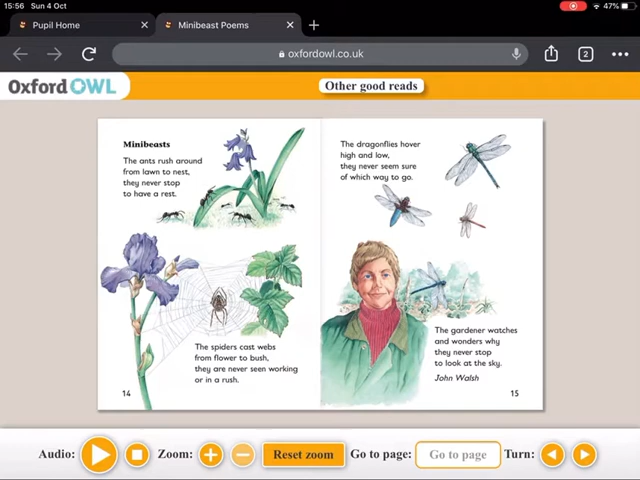 15:56 Sun 4 Oct
47%
Pupil Home
Minibeast Poems
oxfordowl.co.uk
2
Oxford OWL
Other good reads
Minibeasts
The ants rush around
from lawn to nest,
they never stop
to have a rest.
The spiders cast webs
from flower to bush,
they are never seen working
or in a rush.
14
The dragonflies hover
high and low,
they never seem sure
of which way to go.
The gardener watches
and wonders why
they never stop
to look at the sky.
John Walsh
15
Audio:
Zoom:
Reset zoom
Go to page:
Go to page
Turn: